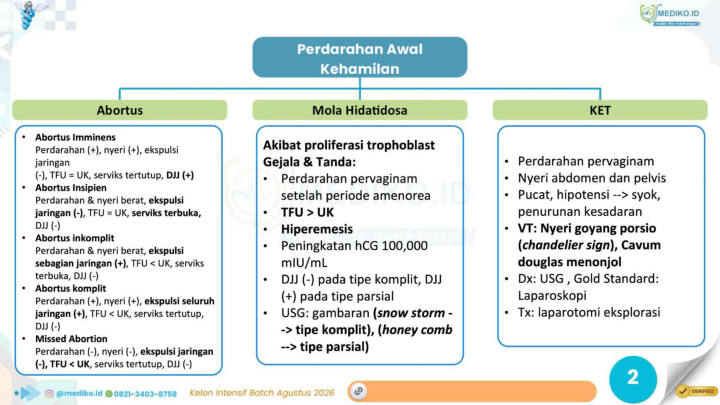 MEDIKO.ID
Perdarahan Awal
Kehamilan
Abortus
Mola Hidatidosa
KET
• Abortus Imminens
Perdarahan (+), nyeri (+), ekspulsi
jaringan
(-), TFU = UK, serviks tertutup, DJJ (+)
• Abortus Insipien
Perdarahan & nyeri berat, ekspulsi
jaringan (-), TFU = UK, serviks terbuka,
DJJ (-)
• Abortus inkomplit
Perdarahan & nyeri berat, ekspulsi
sebagian jaringan (+), TFU < UK, serviks
terbuka, DJJ (-)
• Abortus komplit
Perdarahan (+), nyeri (+), ekspulsi seluruh
jaringan (+), TFU < UK, serviks tertutup,
DJJ (-)
• Missed Abortion
Perdarahan (-), nyeri (-), ekspulsi jaringan
(-), TFU < UK, serviks tertutup, DJJ (-)
Akibat proliferasi trophoblast
Gejala & Tanda:
• Perdarahan pervaginam
setelah periode amenorea
• TFU > UK
• Hiperemesis
• Peningkatan hCG 100,000
mIU/mL
• DJJ (-) pada tipe komplit, DJJ
(+) pada tipe parsial
• USG: gambaran (snow storm -
-> tipe komplit), (honey comb
--> tipe parsial)
• Perdarahan pervaginam
• Nyeri abdomen dan pelvis
• Pucat, hipotensi --> syok,
penurunan kesadaran
• VT: Nyeri goyang porsio
(chandelier sign), Cavum
douglas menonjol
• Dx: USG , Gold Standard:
Laparoskopi
• Tx: laparotomi eksplorasi
@mediko.id 0821-3403-8758 Kelon Intensif Batch Agustus 2026
2
VERIFIED